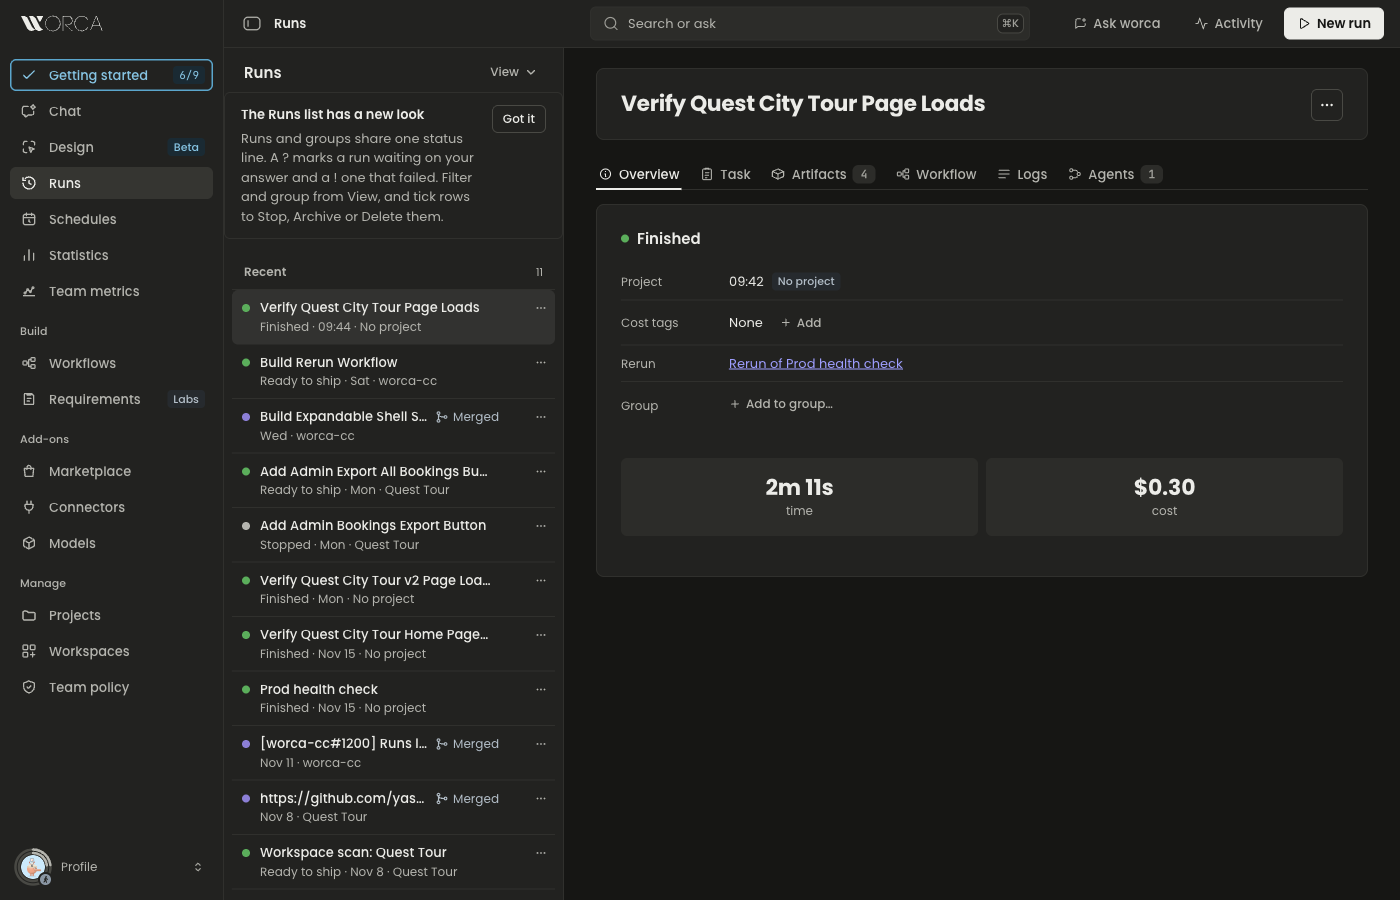 WORCA
Runs
Search or ask
⌘K
Ask worca
Activity
New run
Getting started
6/9
Chat
Design
Beta
Runs
Schedules
Statistics
Team metrics
Build
Workflows
Requirements
Labs
Add-ons
Marketplace
Connectors
Models
Manage
Projects
Workspaces
Team policy
Profile
Runs
View
The Runs list has a new look
Got it
Runs and groups share one status
line. A ? marks a run waiting on your
answer and a ! one that failed. Filter
and group from View, and tick rows
to Stop, Archive or Delete them.
Recent
11
Verify Quest City Tour Page Loads
Finished · 09:44 · No project
Build Rerun Workflow
Ready to ship · Sat · worca-cc
Build Expandable Shell S...
Merged
Wed · worca-cc
Add Admin Export All Bookings Bu...
Ready to ship · Mon · Quest Tour
Add Admin Bookings Export Button
Stopped · Mon · Quest Tour
Verify Quest City Tour v2 Page Loa...
Finished · Mon · No project
Verify Quest City Tour Home Page...
Finished · Nov 15 · No project
Prod health check
Finished · Nov 15 · No project
[worca-cc#1200] Runs l...
Merged
Nov 11 · worca-cc
https://github.com/yas...
Merged
Nov 8 · Quest Tour
Workspace scan: Quest Tour
Ready to ship · Nov 8 · Quest Tour
Verify Quest City Tour Page Loads
Overview
Task
Artifacts
4
Workflow
Logs
Agents
1
Finished
Project
09:42
No project
Cost tags
None
+ Add
Rerun
Rerun of Prod health check
Group
+ Add to group...
2m 11s
time
$0.30
cost